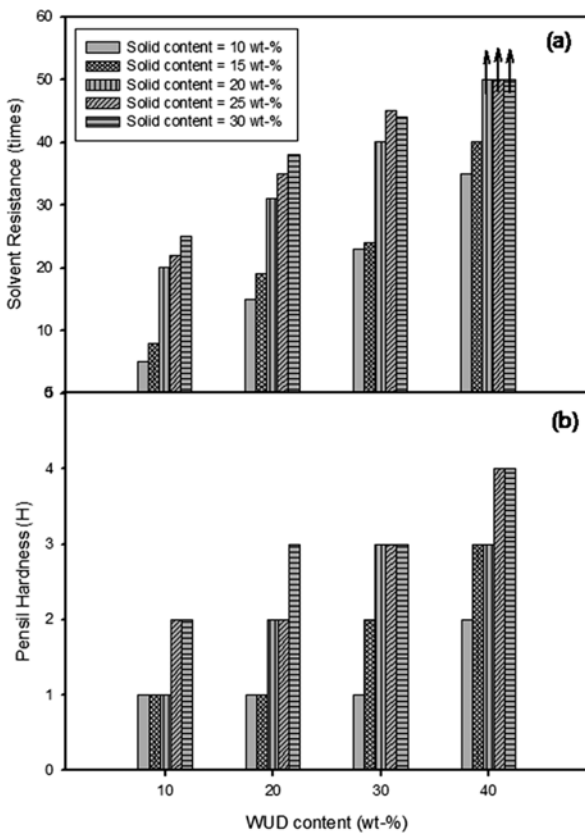 60
(a)
Solid content = 10 wt-%
Solid content = 15 wt-%
Solid content = 20 wt-%
Solid content = 25 wt-%
Solid content = 30 wt-%
50
40
30
20
10
Solvent Resistance (times)
5
(b)
4
3
2
1
0
Pensil Hardness (H)
10 20 30 40
WUD content (wt-%)